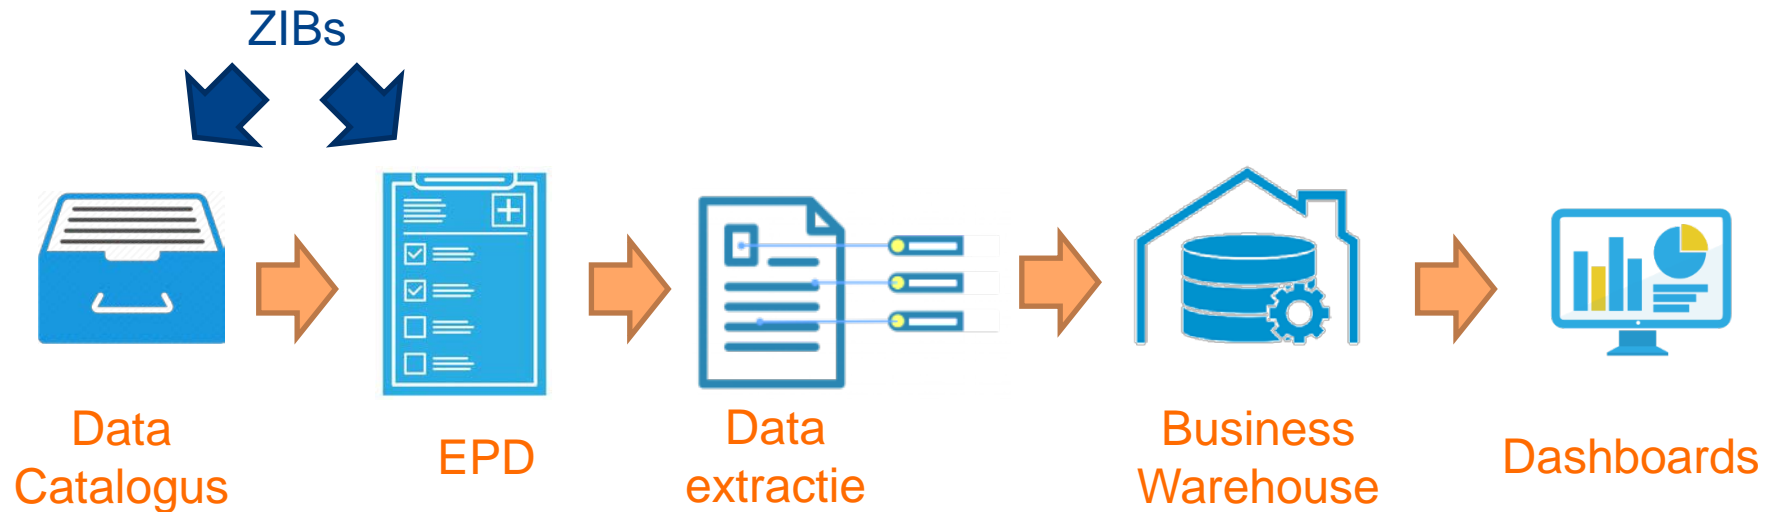 ZIBs
Data
Catalogus
EPD
Data
extractie
Business
Warehouse
Dashboards